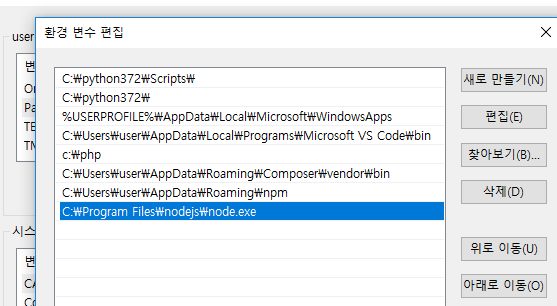 user
환경 변수 편집
변
On
Pa
TE
TM
C:\python372\Scripts\
C:\python372\
%USERPROFILE%\AppData\Local\Microsoft\WindowsApps
C:\Users\user\AppData\Local\Programs\Microsoft VS Code\bin
c:\php
C:\Users\user\AppData\Roaming\Composer\vendor\bin
C:\Users\user\AppData\Roaming\npm
C:\Program Files\nodejs\node.exe
새로 만들기(N)
편집(E)
찾아보기(B)...
삭제(D)
위로 이동(U)
아래로 이동(O)
시스
변